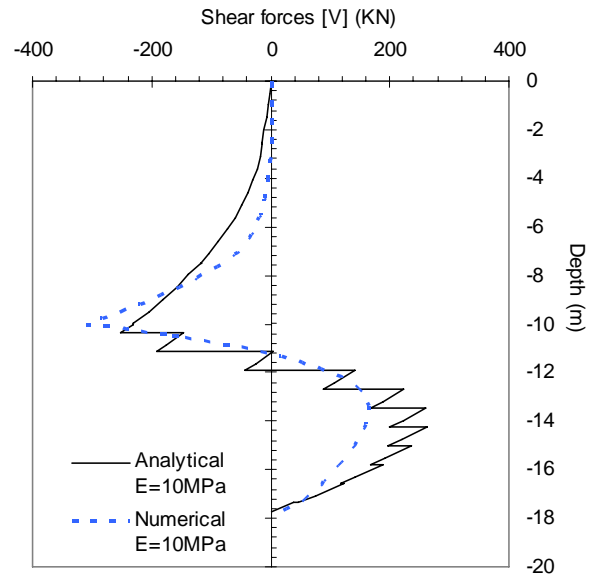 Shear forces [V] (KN)
-400 -200 0 200 400
0
-2
-4
-6
-8
-10
-12
-14
-16
-18
-20
Depth (m)
Analytical
E=10MPa
Numerical
E=10MPa